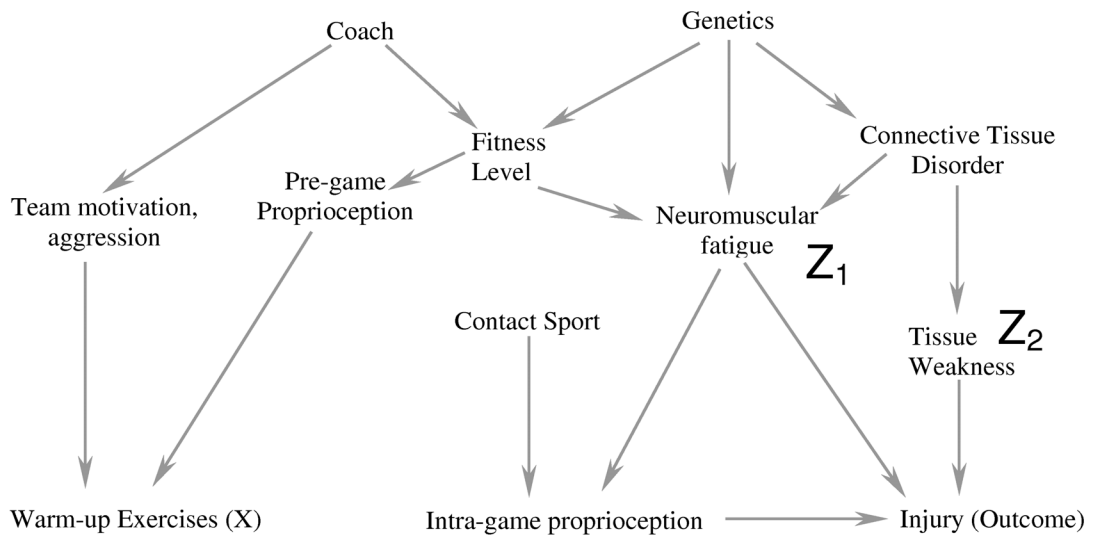 Coach
Genetics
Fitness
Level
Connective Tissue
Disorder
Pre-game
Proprioception
Team motivation,
aggression
Neuromuscular
fatigue
Z₁
Contact Sport
Tissue
Weakness
Z₂
Warm-up Exercises (X)
Intra-game proprioception
Injury (Outcome)